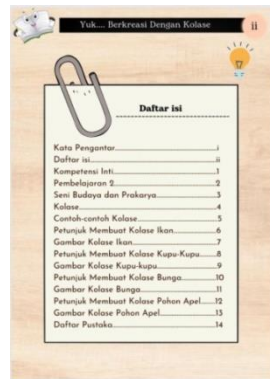 Yuk.... Berkreasi Dengan Kolase
ii
Daftar isi
Kata Pengantar.....................i
Daftar isi.....................ii
Kompetensi Inti.....................1
Pembelajaran 2.....................2
Seni Budaya dan Prakarya.....................3
Kolase.....................4
Contoh-contoh Kolase.....................5
Petunjuk Membuat Kolase Ikan.....................6
Gambar Kolase Ikan.....................7
Petunjuk Membuat Kolase Kupu-Kupu.........8
Gambar Kolase Kupu-kupu.....................9
Petunjuk Membuat Kolase Bunga..............10
Gambar Kolase Bunga.....................11
Petunjuk Membuat Kolase Pohon Apel.......12
Gambar Kolase Pohon Apel.....................13
Daftar Pustaka.....................14